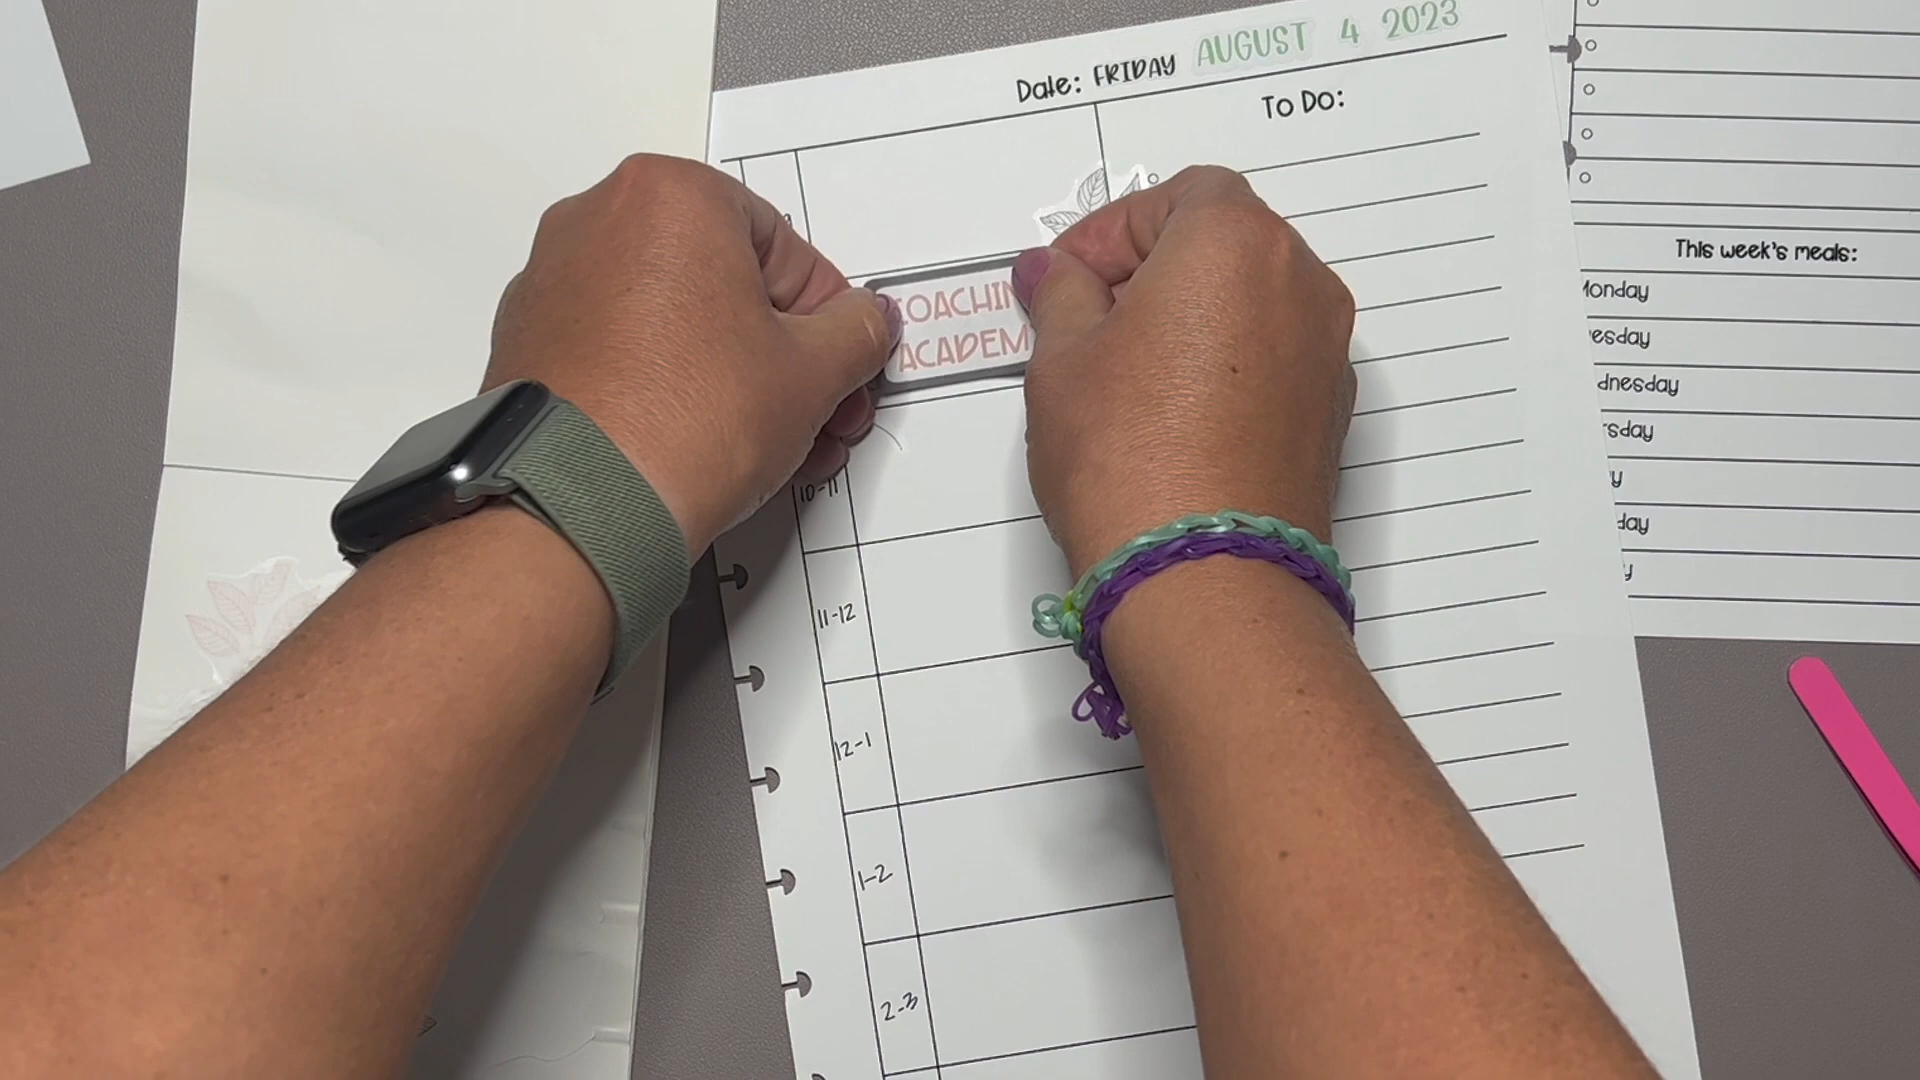 Date: FRIDAY AUGUST 4 2023
To Do:
COACHIN
ACADEM
10-11
11-12
12-1
1-2
2-3
This week's meals:
Monday
esday
dnesday
rsday
y
day
y